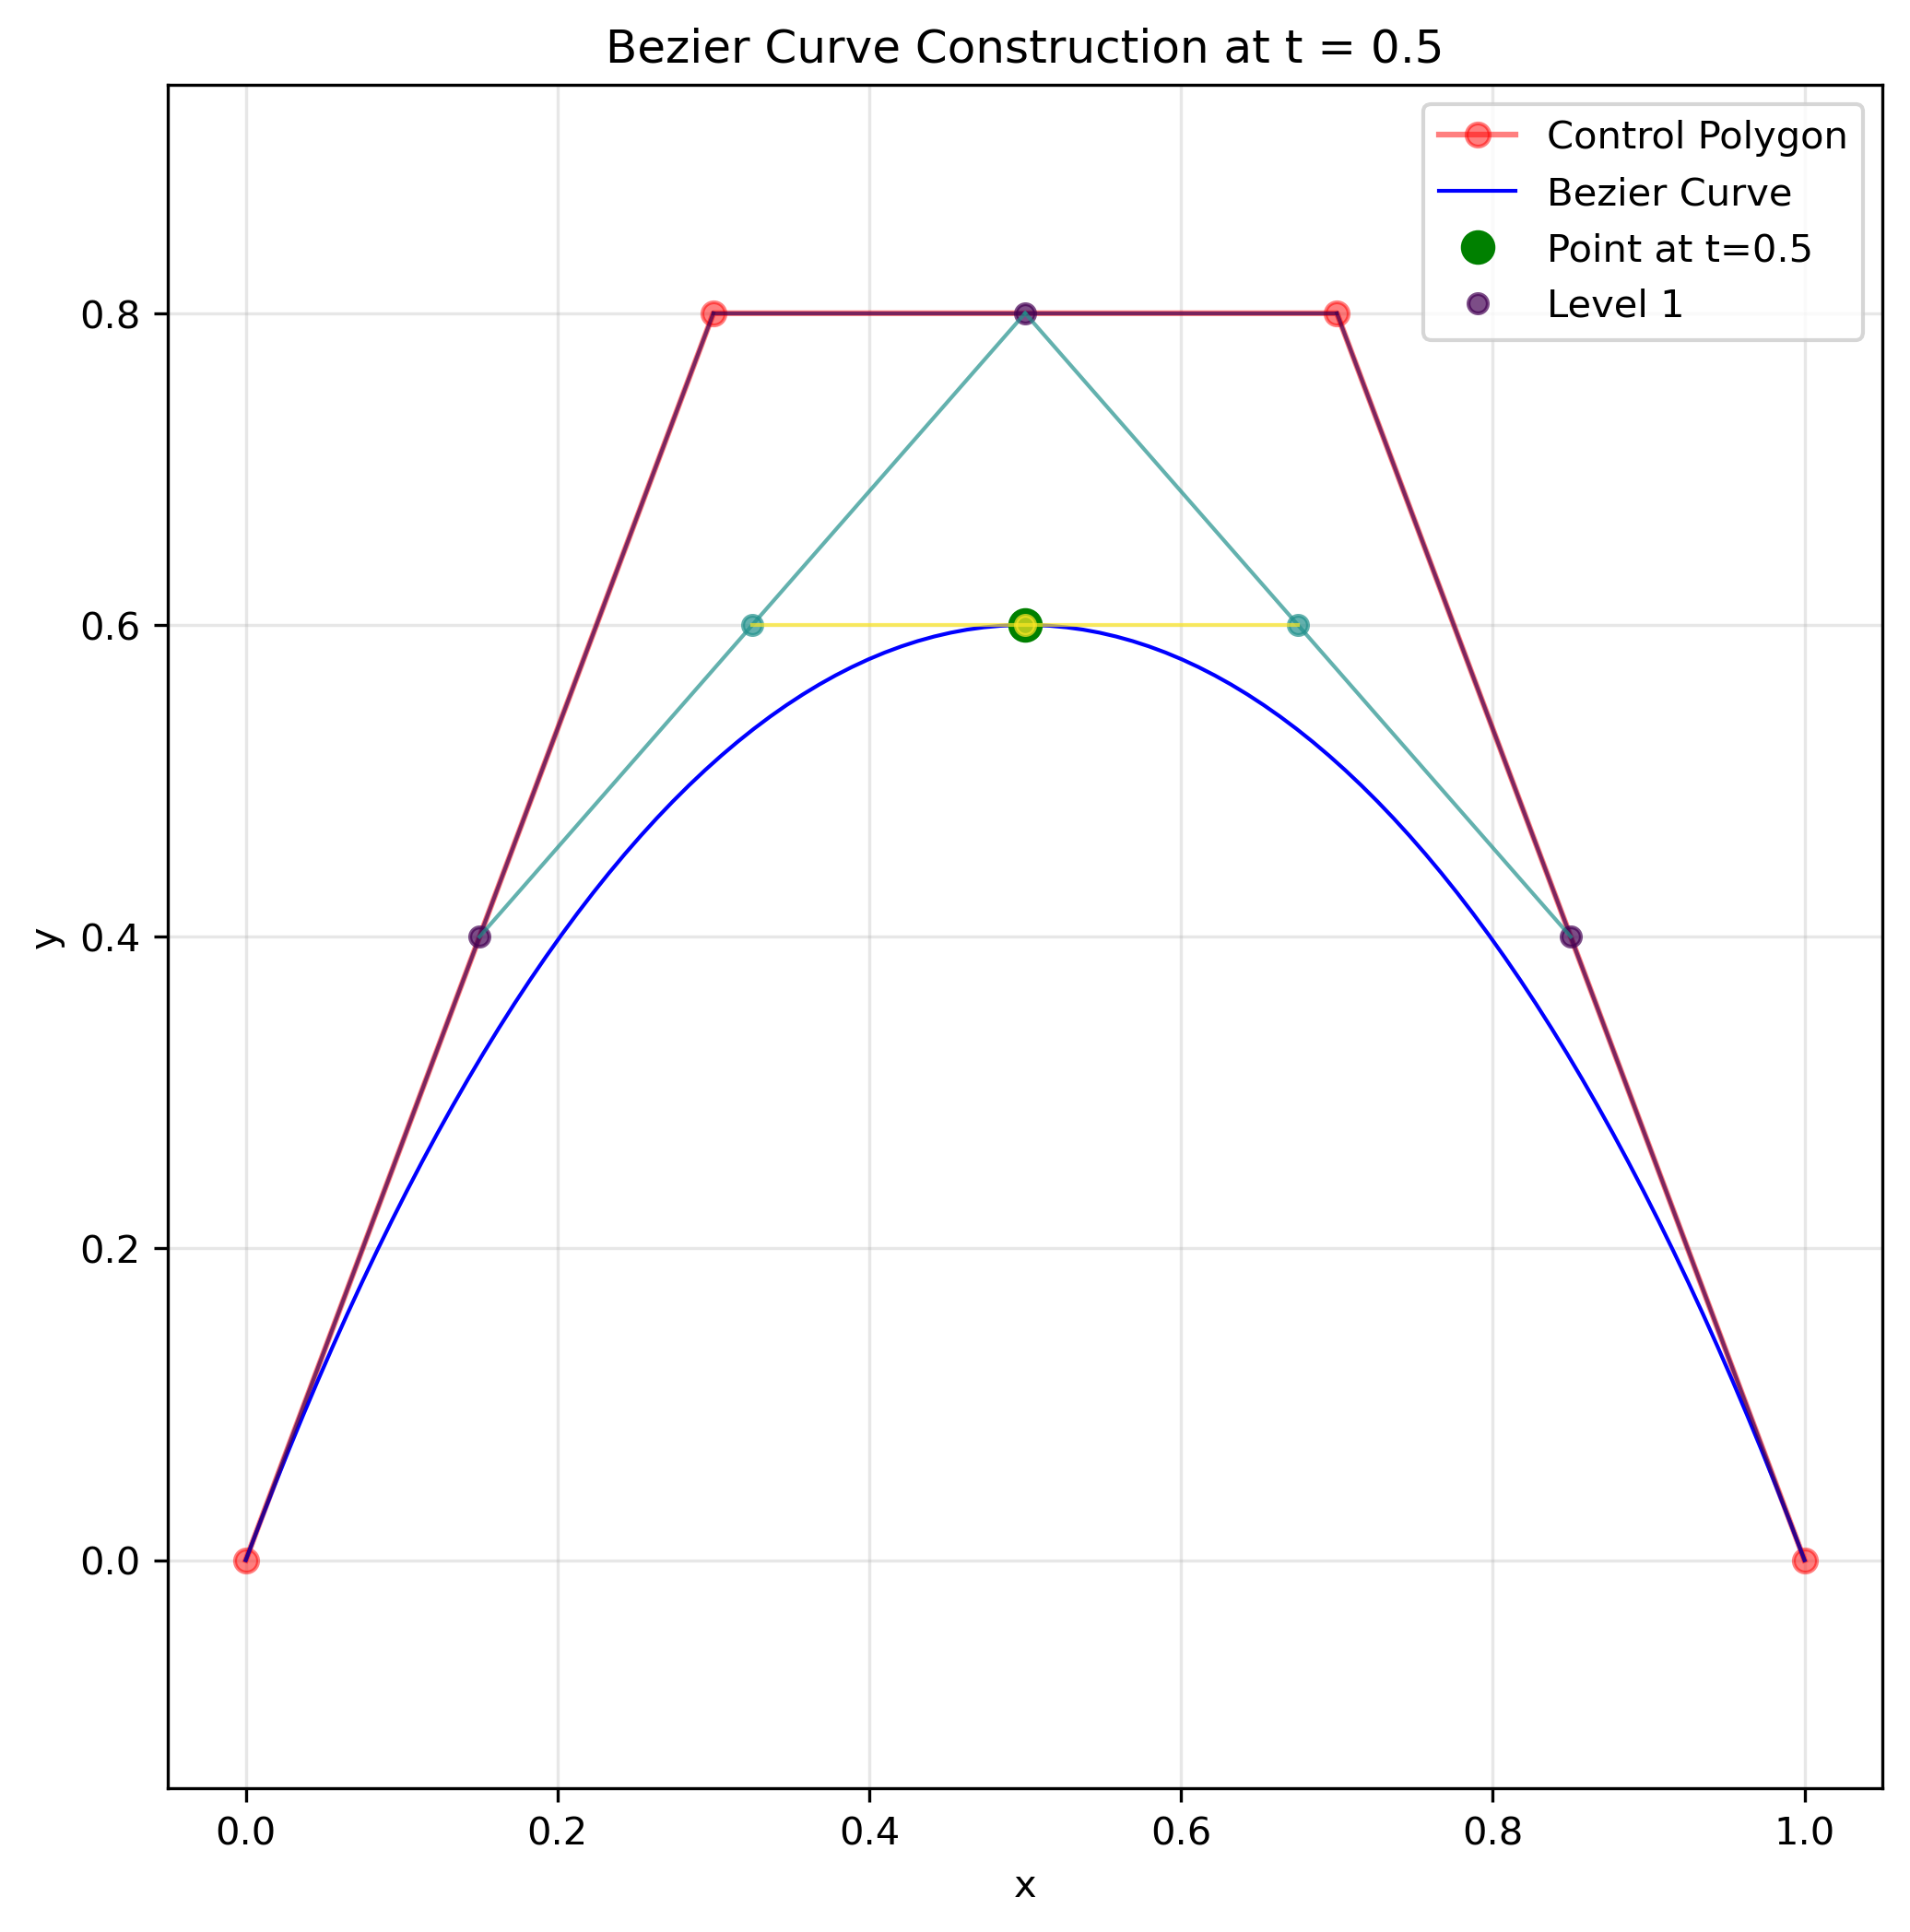 Bezier Curve Construction at t = 0.5
Control Polygon
Bezier Curve
Point at t=0.5
Level 1
y
0.8
0.6
0.4
0.2
0.0
0.0 0.2 0.4 0.6 0.8 1.0
x